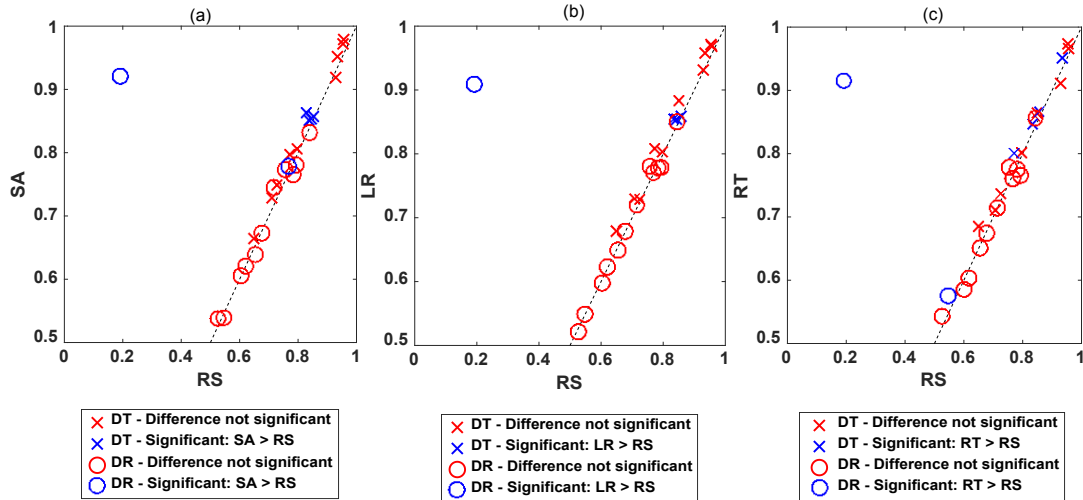 (a)
SA
1
0.9
0.8
0.7
0.6
0.5
0 0.2 0.4 0.6 0.8 1
RS
× DT - Difference not significant
× DT - Significant: SA > RS
○ DR - Difference not significant
○ DR - Significant: SA > RS
(b)
LR
1
0.9
0.8
0.7
0.6
0.5
0 0.2 0.4 0.6 0.8 1
RS
× DT - Difference not significant
× DT - Significant: LR > RS
○ DR - Difference not significant
○ DR - Significant: LR > RS
(c)
RT
1
0.9
0.8
0.7
0.6
0.5
0 0.2 0.4 0.6 0.8 1
RS
× DT - Difference not significant
× DT - Significant: RT > RS
○ DR - Difference not significant
○ DR - Significant: RT > RS